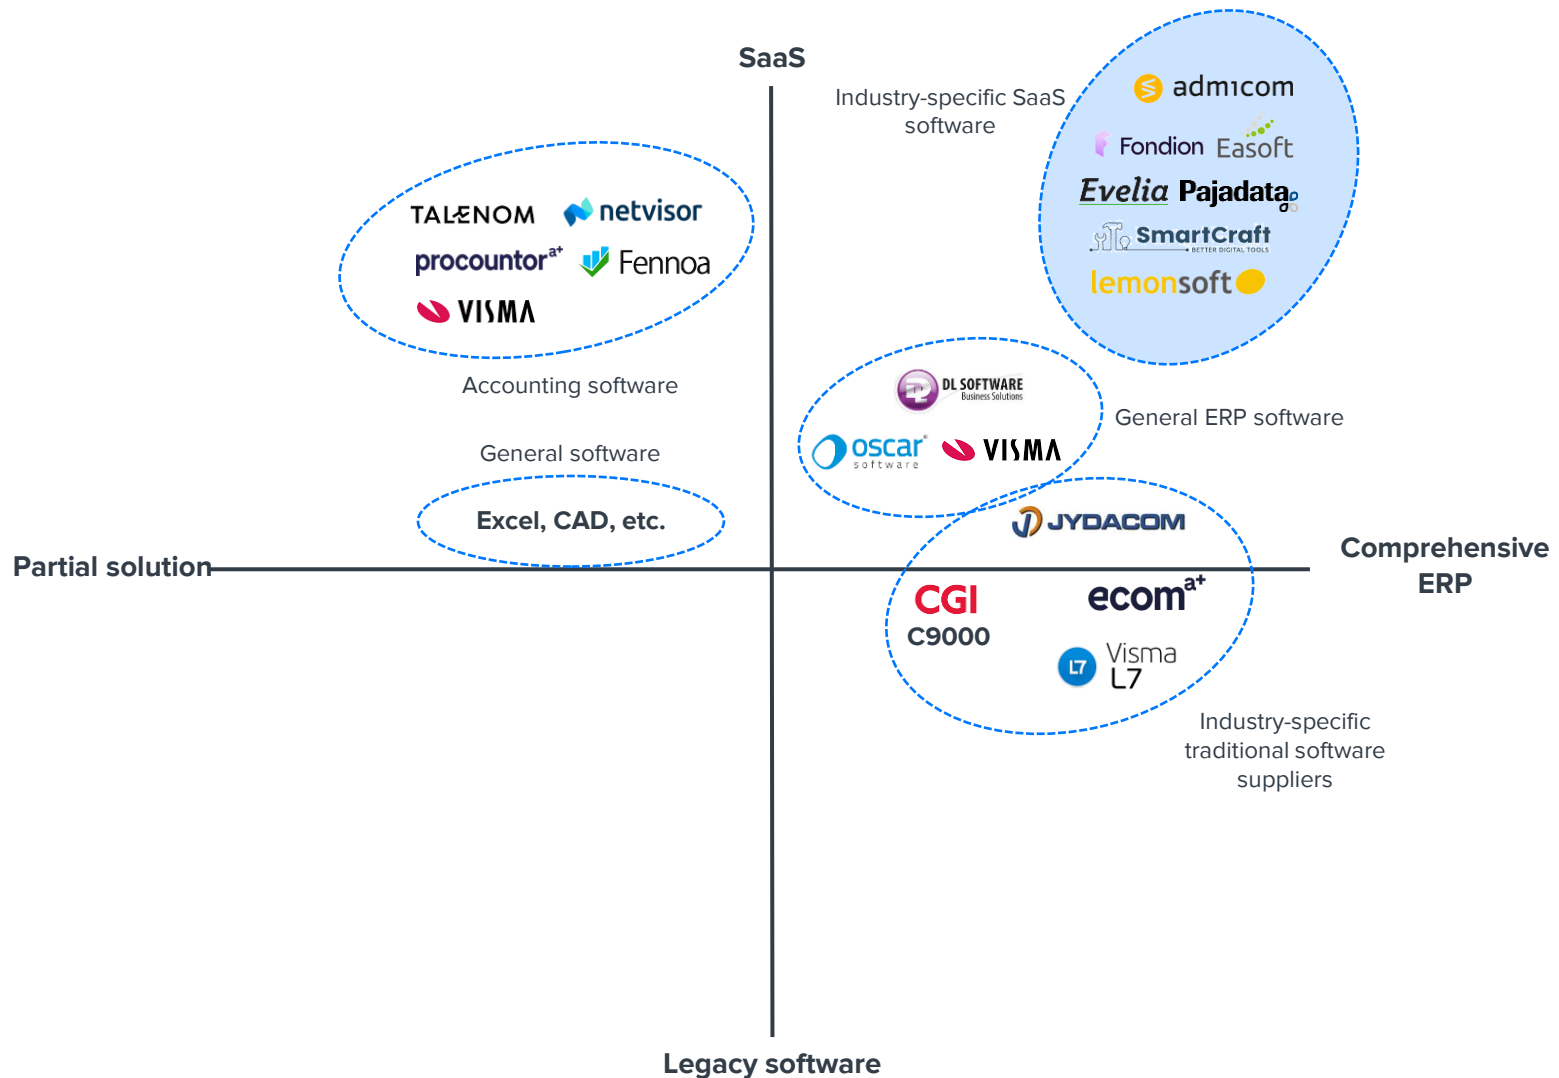 SaaS
Industry-specific SaaS
software
admicom
Fondion Easoft
Evelia Pajadata
SmartCraft
BETTER DIGITAL TOOLS
lemonsoft
TALENOM netvisor
procountor a+ Fennoa
VISMA
Accounting software
General software
Excel, CAD, etc.
DL SOFTWARE
Business Solutions
oscar VISMA
software
General ERP software
JYDACOM
Partial solution
Comprehensive
ERP
CGI
C9000
ecom a+
L7 Visma
L7
Industry-specific
traditional software
suppliers
Legacy software